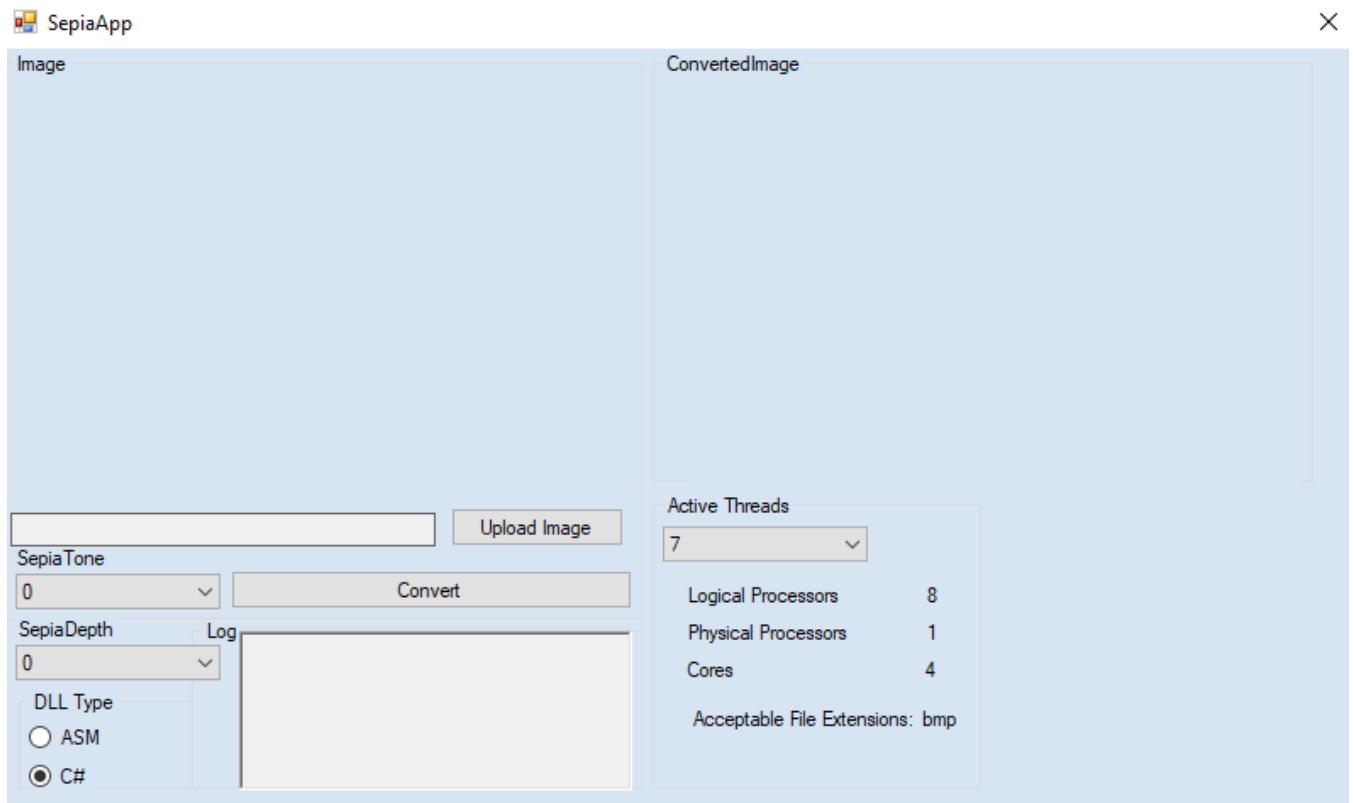 SepiaApp
Image
ConvertedImage
Upload Image
SepiaTone
0
Convert
SepiaDepth
0
Log
DLL Type
ASM
C#
Active Threads
7
Logical Processors 8
Physical Processors 1
Cores 4
Acceptable File Extensions: bmp